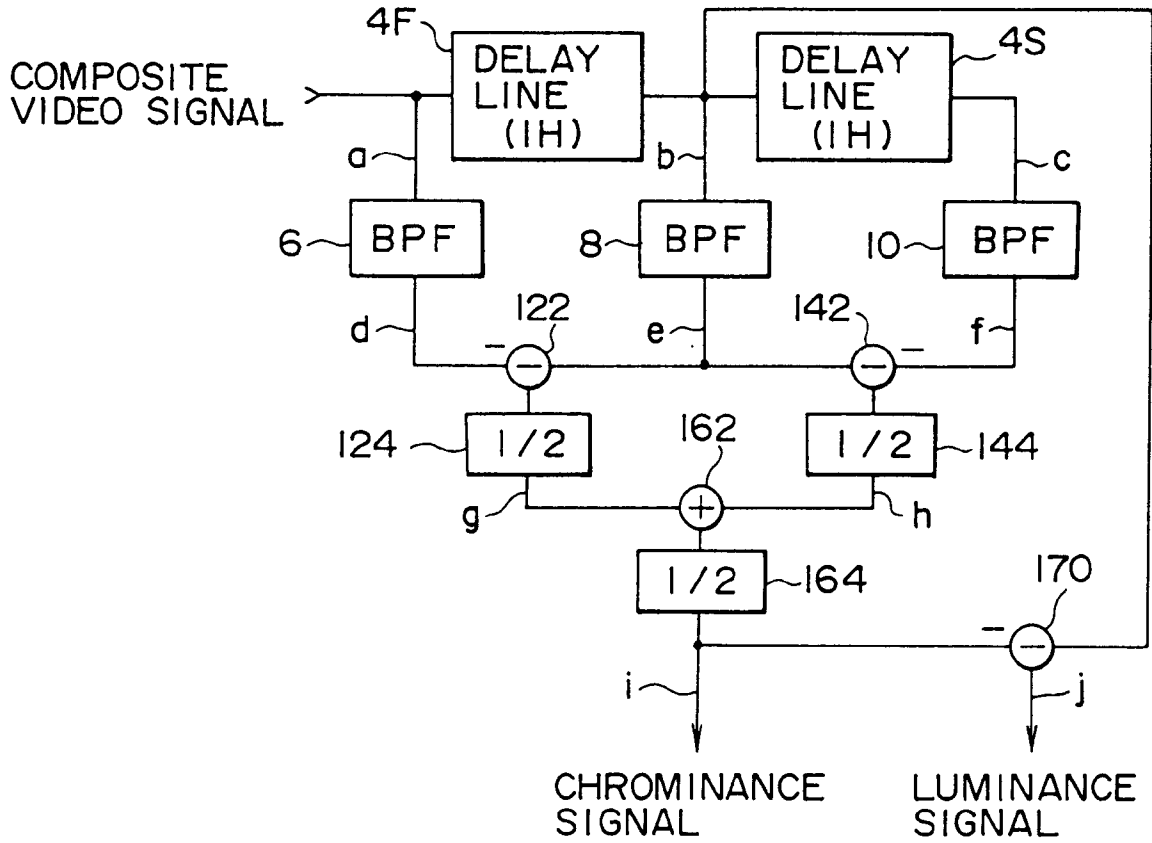 4F
4S
COMPOSITE
VIDEO SIGNAL
DELAY
LINE
(1H)
DELAY
LINE
(1H)
a
b
c
6
BPF
8
BPF
10
BPF
d
e
f
122
142
−
−
−
−
124
1/2
162
1/2
144
g
+
h
1/2
164
170
−
−
i
j
CHROMINANCE
SIGNAL
LUMINANCE
SIGNAL